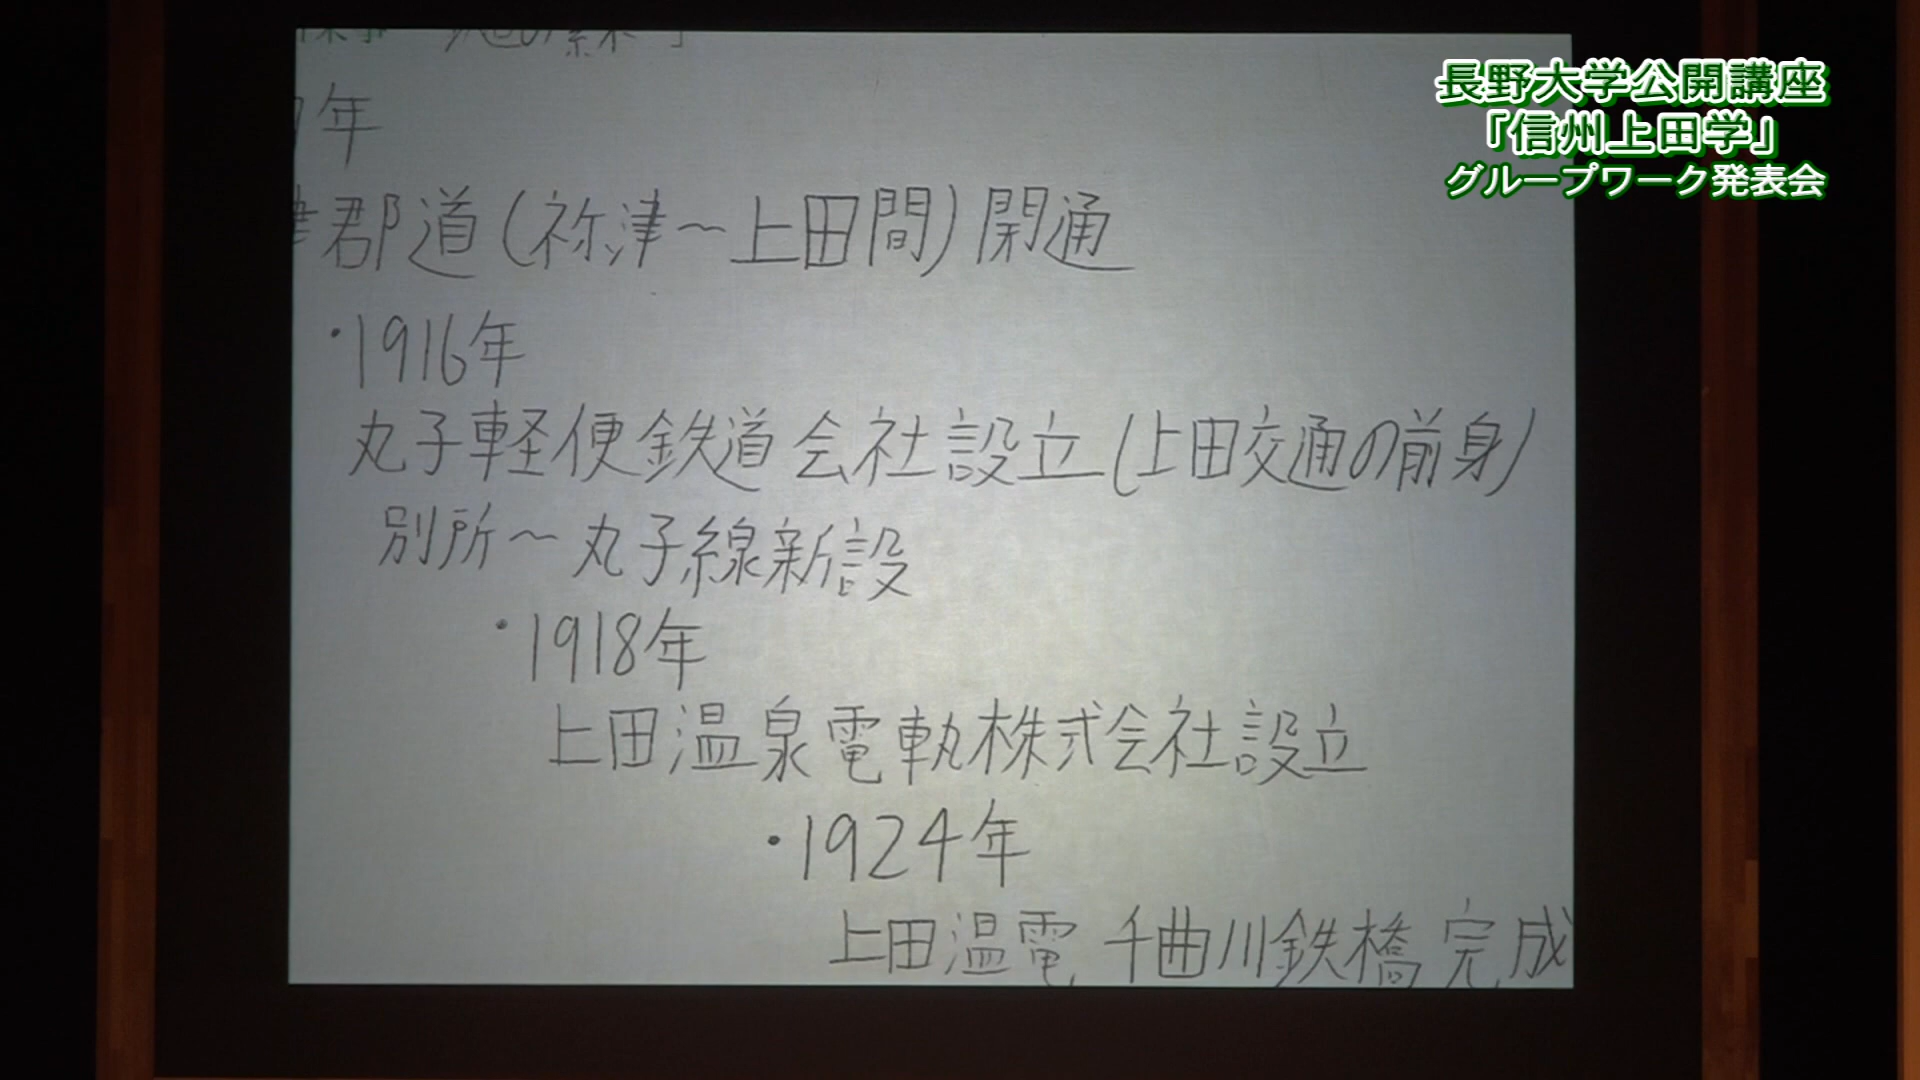 長野大学公開講座
「信州上田学」
グループワーク発表会
年
郡道(祢津～上田間)開通
・1916年
丸子軽便鉄道会社設立(上田交通の前身)
別所～丸子線新設
・1918年
上田温泉電軌株式会社設立
・1924年
上田温電 千曲川鉄橋 完成